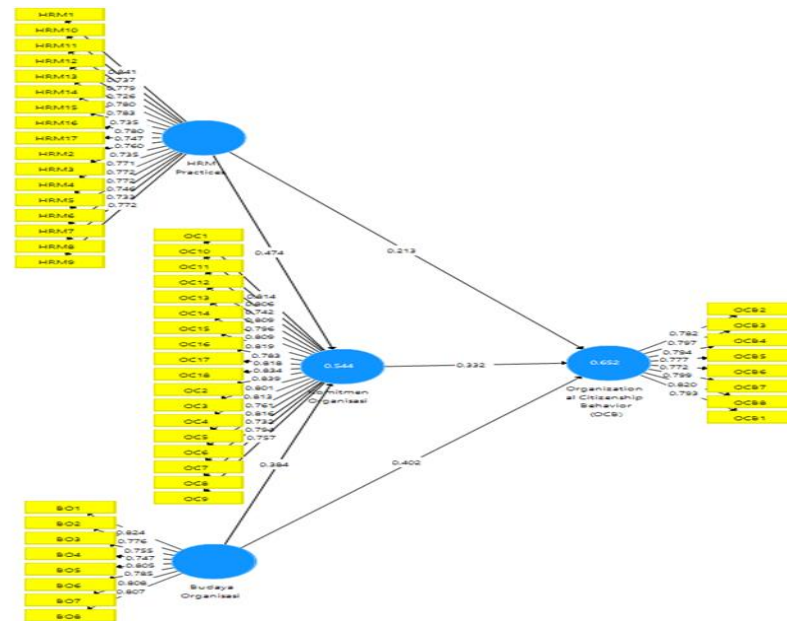 HRM1
HRM10
HRM11
HRM12
HRM13
HRM14
HRM15
HRM16
HRM17
HRM2
HRM3
HRM4
HRM5
HRM6
HRM7
HRM8
HRM9
0.841
0.737
0.779
0.726
0.780
0.783
0.735
0.780
0.747
0.760
0.735
0.771
0.772
0.772
0.746
0.733
0.772
HRM
Practices
0.474
0.213
OC1
OC10
OC11
OC12
OC13
OC14
OC15
OC16
OC17
OC18
OC2
OC3
OC4
OC5
OC6
OC7
OC8
OC9
0.814
0.806
0.742
0.809
0.796
0.809
0.819
0.783
0.818
0.834
0.839
0.801
0.813
0.761
0.816
0.732
0.794
0.757
0.544
Komitmen
Organisasi
0.332
0.384
0.402
0.652
Organization
al Citizenship
Behavior
(OCB)
0.782
0.797
0.794
0.777
0.772
0.799
0.820
0.793
OCB2
OCB3
OCB4
OCB5
OCB6
OCB7
OCB8
OCB1
BO1
BO2
BO3
BO4
BO5
BO6
BO7
BO8
0.824
0.776
0.755
0.747
0.805
0.785
0.808
0.807
Budaya
Organisasi